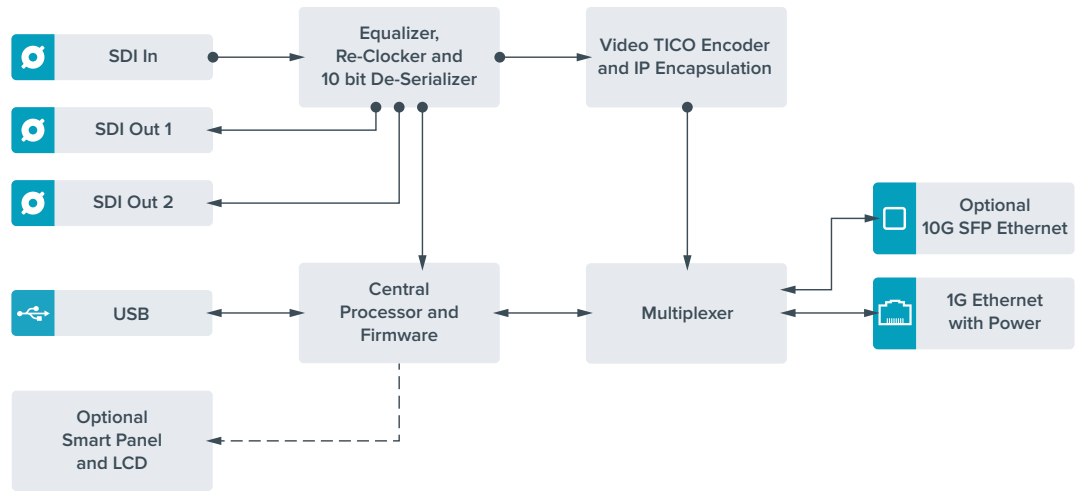 SDI In
Equalizer,
Re-Clocker and
10 bit De-Serializer
Video TICO Encoder
and IP Encapsulation
SDI Out 1
SDI Out 2
Optional
10G SFP Ethernet
USB
Central
Processor and
Firmware
Multiplexer
1G Ethernet
with Power
Optional
Smart Panel
and LCD